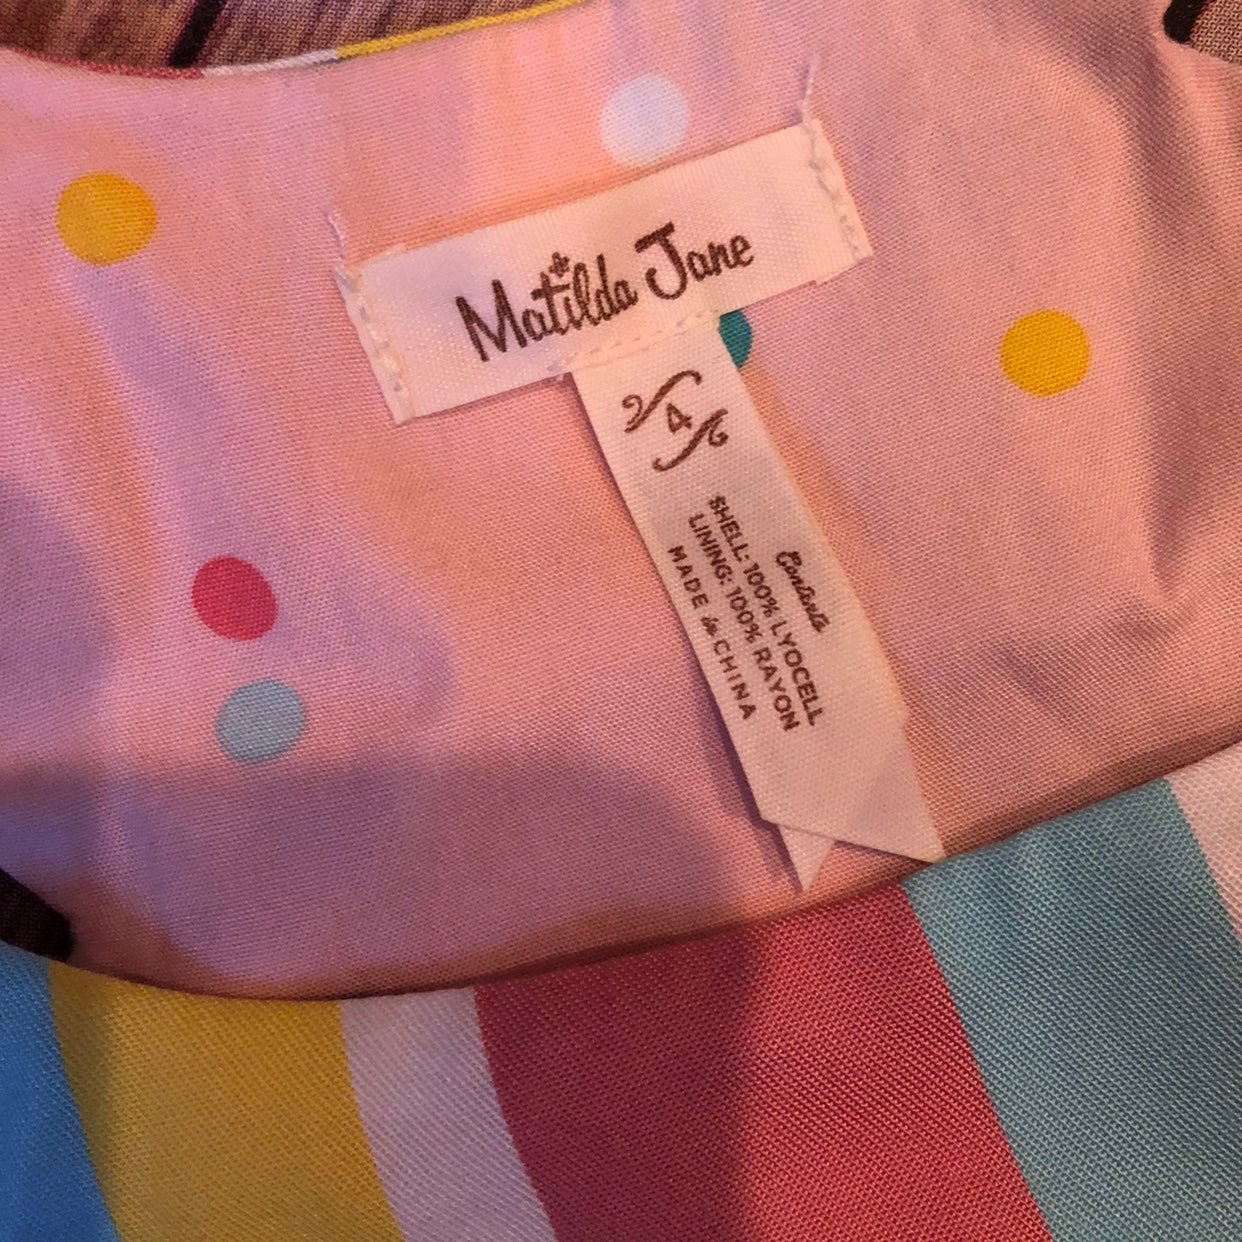 Matilda Jane
4
Contents
SHELL: 100% LYOCELL
LINING: 100% RAYON
MADE in CHINA